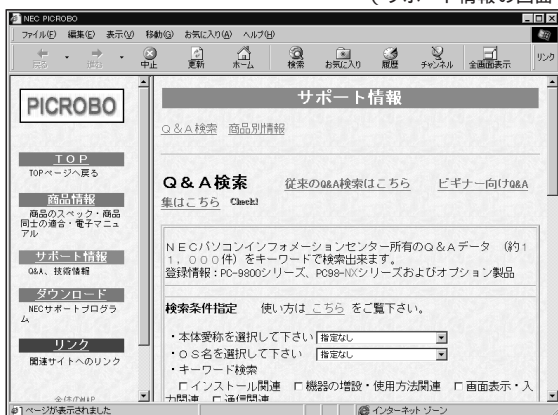 (サポート情報の画面
NEC PICROBO
ファイル(F) 編集(E) 表示(V) 移動(G) お気に入り(A) ヘルプ(H)
戻る 進む 中止 更新 ホーム 検索 お気に入り 履歴 チャンネル 全画面表示 リンク
PICROBO
TOP
TOPページへ戻る
商品情報
商品のスペック・商品
同士の適合・電子マニュ
アル
サポート情報
Q&A、技術情報
ダウンロード
NECサポートプログラ
ム
リンク
関連サイトへのリンク
全体のMAP
サポート情報
Q&A検索 商品別情報
Q&A検索 従来のQ&A検索はこちら ビギナー向けQ&A
集はこちら Check!
NECパソコンインフォメーションセンター所有のQ&Aデータ (約1
1,000件) をキーワードで検索出来ます。
登録情報:PC-9800シリーズ、PC98-NXシリーズおよびオプション製品
検索条件指定 使い方は こちら をご覧下さい。
・本体愛称を選択して下さい 指定なし
・OS名を選択して下さい 指定なし
・キーワード検索
インストール関連 機器の増設・使用方法関連 画面表示・入
力関連 通信関連
ページが表示されました
インターネット ゾーン